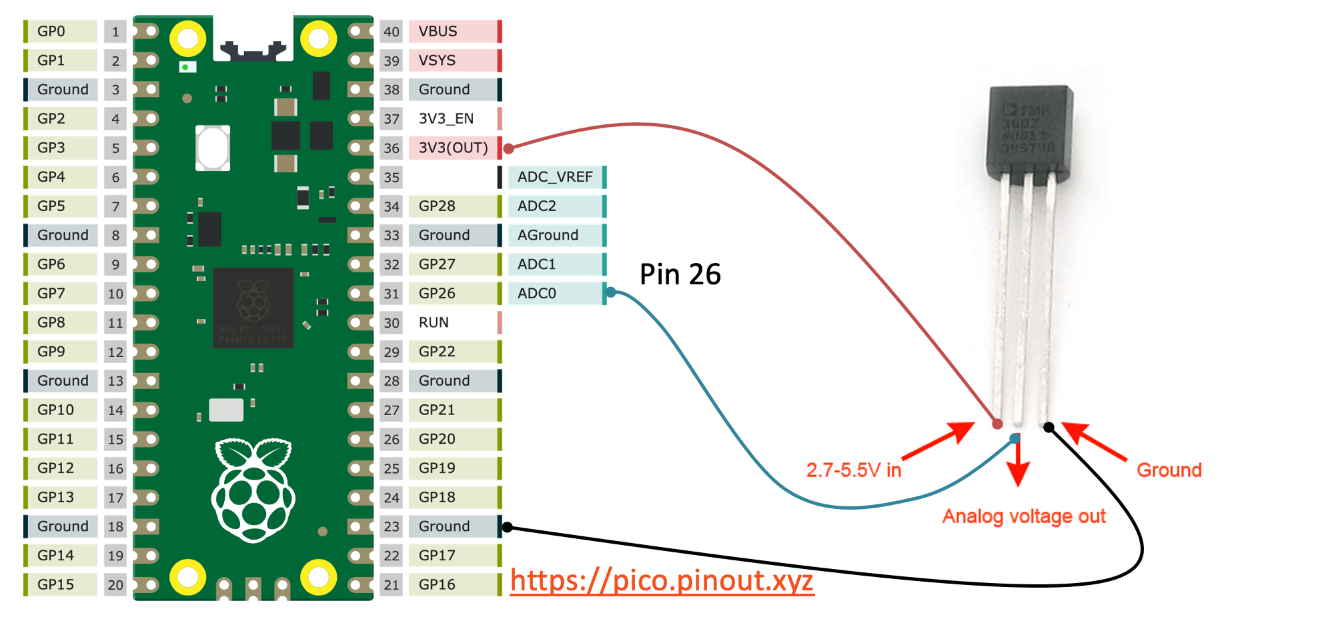 GP0 1 40 VBUS
GP1 2 39 VSYS
Ground 3 38 Ground
GP2 4 37 3V3_EN
GP3 5 36 3V3(OUT)
GP4 6 35 ADC_VREF
GP5 7 34 GP28 ADC2
Ground 8 33 Ground AGround
GP6 9 32 GP27 ADC1
GP7 10 31 GP26 ADC0
Pin 26
GP8 11 30 RUN
GP9 12 29 GP22
Ground 13 28 Ground
GP10 14 27 GP21
GP11 15 26 GP20
GP12 16 25 GP19
GP13 17 24 GP18
Ground 18 23 Ground
GP14 19 22 GP17
GP15 20 21 GP16
https://pico.pinout.xyz
TMP
36GZ
395796
2.7-5.5V in
Analog voltage out
Ground